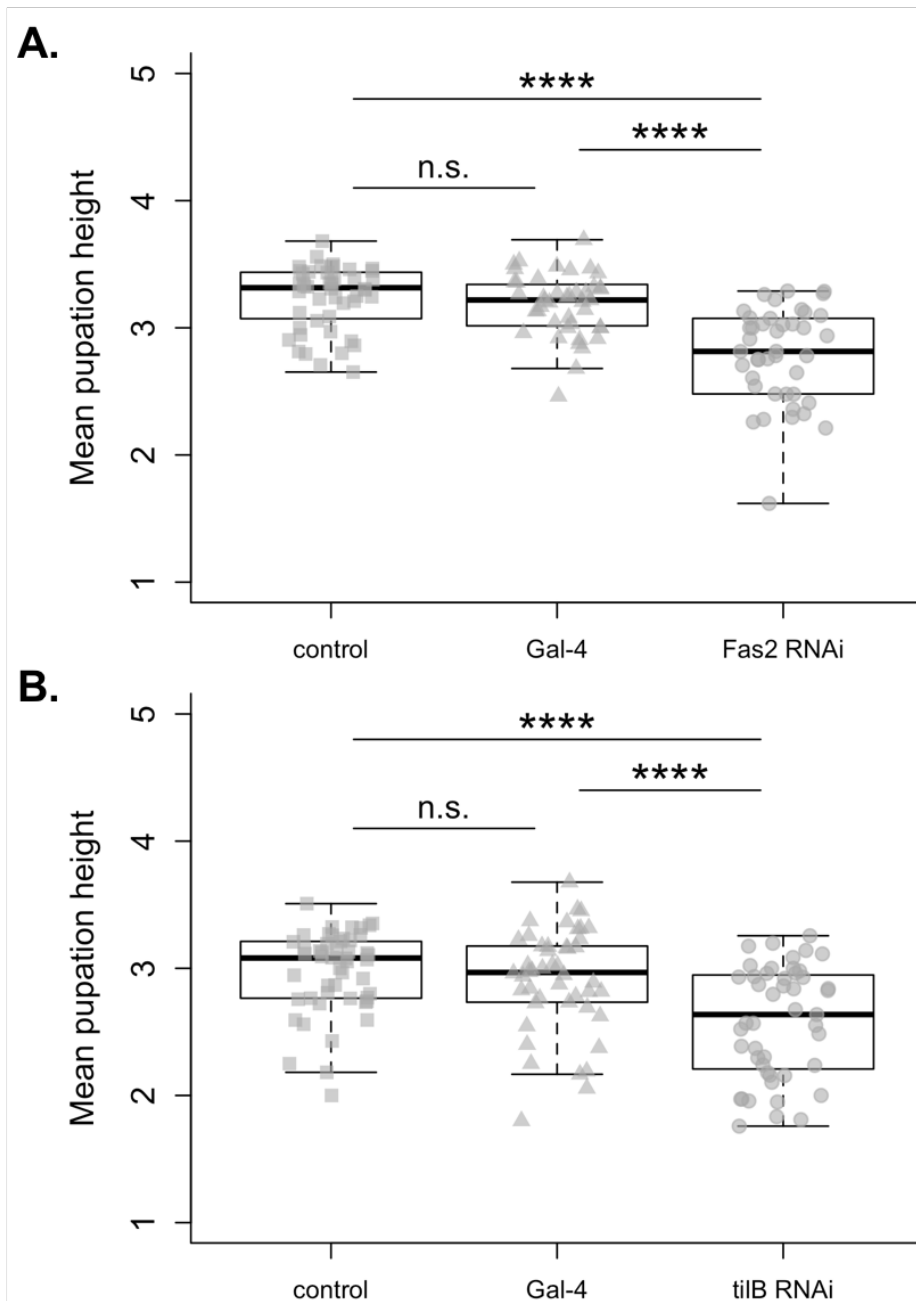 A.
Mean pupation height
5
4
3
2
1
****
****
n.s.
control Gal-4 Fas2 RNAi
B.
Mean pupation height
5
4
3
2
1
****
****
n.s.
control Gal-4 tilB RNAi